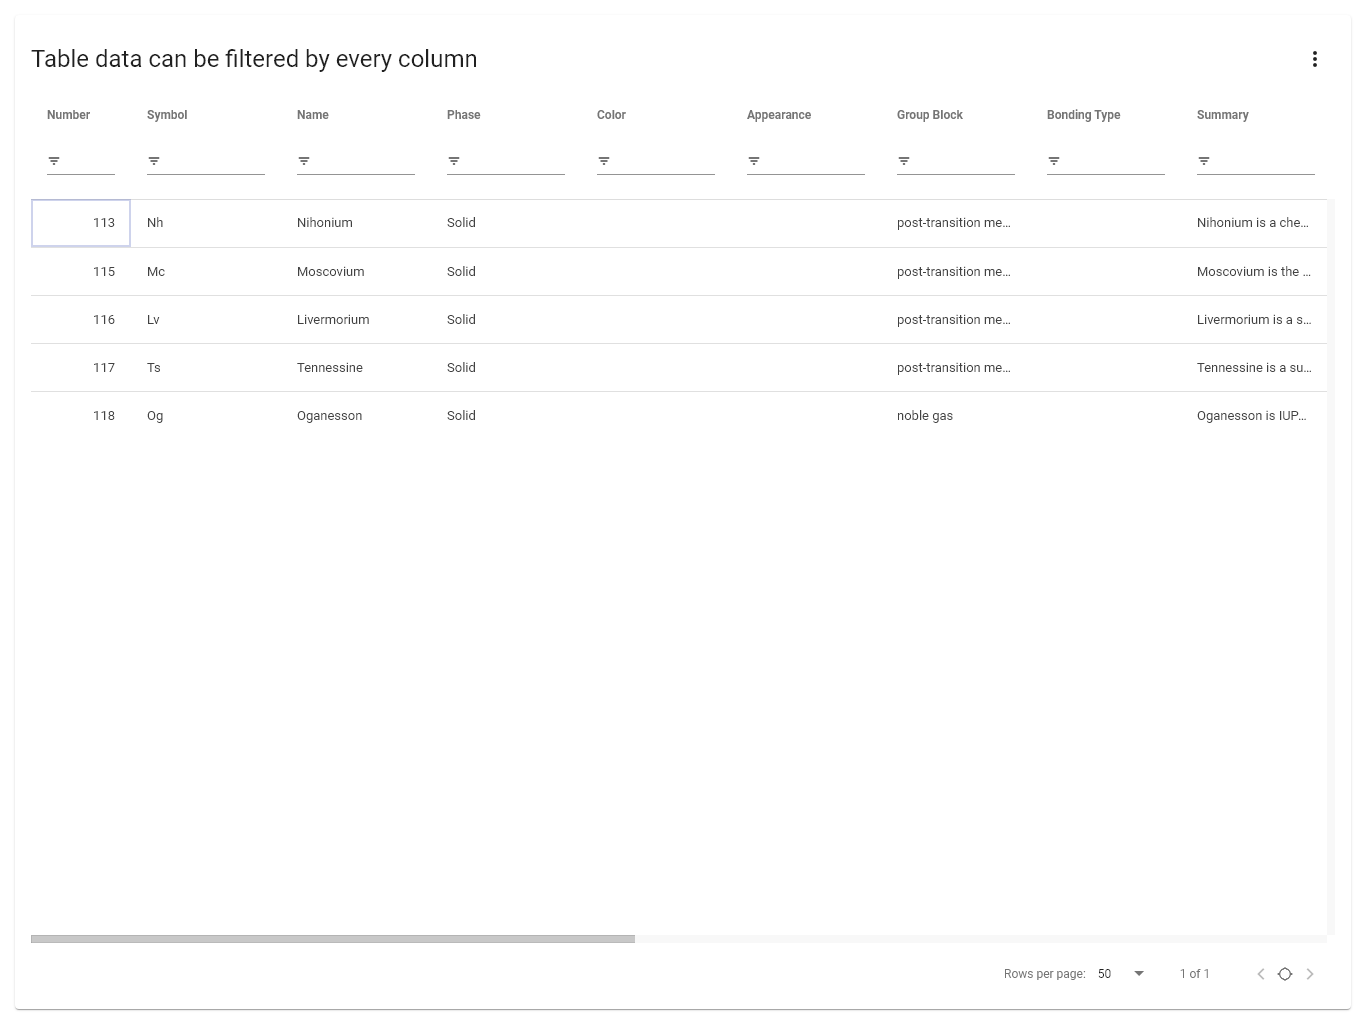 Table data can be filtered by every column
Number Symbol Name Phase Color Appearance Group Block Bonding Type Summary
113 Nh Nihonium Solid post-transition me... Nihonium is a che...
115 Mc Moscovium Solid post-transition me... Moscovium is the ...
116 Lv Livermorium Solid post-transition me... Livermorium is a s...
117 Ts Tennessine Solid post-transition me... Tennessine is a su...
118 Og Oganesson Solid noble gas Oganesson is IUP...
Rows per page: 50 1 of 1